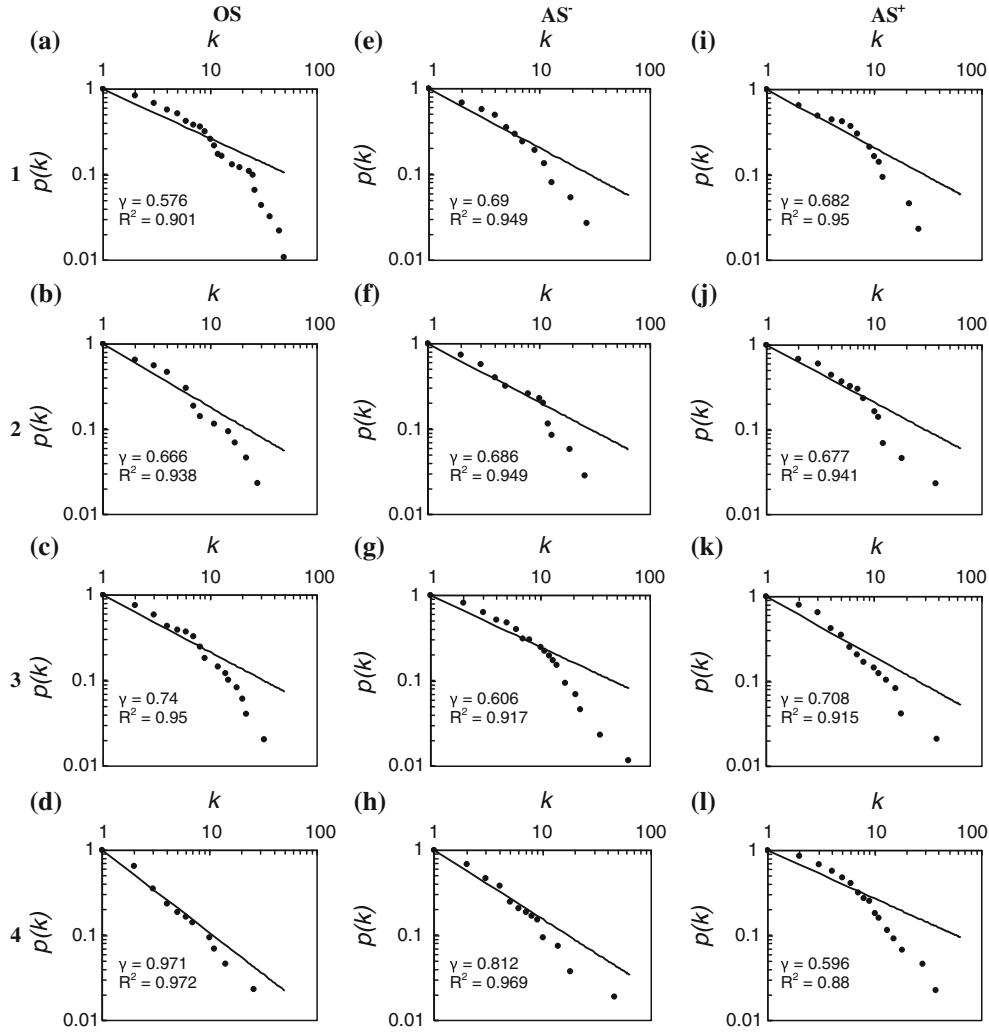 OS AS⁻ AS⁺
(a) k (e) k (i) k
1 10 100 1 10 100 1 10 100
1 1 1
0.1 0.1 0.1
0.01 0.01 0.01
1 p(k) p(k) p(k)
γ = 0.576 γ = 0.69 γ = 0.682
R² = 0.901 R² = 0.949 R² = 0.95
(b) k (f) k (j) k
1 10 100 1 10 100 1 10 100
1 1 1
0.1 0.1 0.1
0.01 0.01 0.01
2 p(k) p(k) p(k)
γ = 0.666 γ = 0.686 γ = 0.677
R² = 0.938 R² = 0.949 R² = 0.941
(c) k (g) k (k) k
1 10 100 1 10 100 1 10 100
1 1 1
0.1 0.1 0.1
0.01 0.01 0.01
3 p(k) p(k) p(k)
γ = 0.74 γ = 0.606 γ = 0.708
R² = 0.95 R² = 0.917 R² = 0.915
(d) k (h) k (l) k
1 10 100 1 10 100 1 10 100
1 1 1
0.1 0.1 0.1
0.01 0.01 0.01
4 p(k) p(k) p(k)
γ = 0.971 γ = 0.812 γ = 0.596
R² = 0.972 R² = 0.969 R² = 0.88